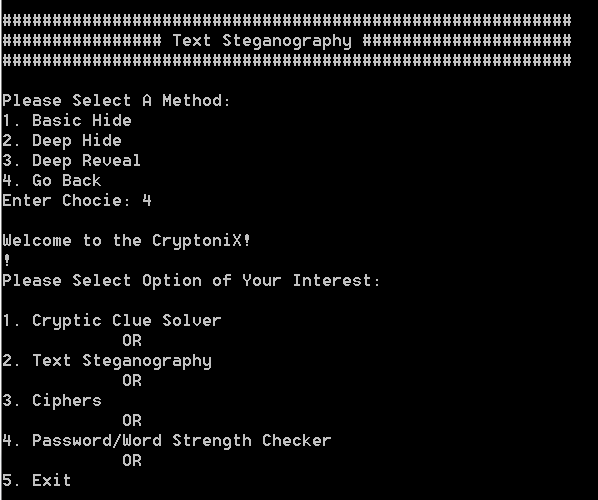 #########################################################
################ Text Steganography #####################
#########################################################
Please Select A Method:
1. Basic Hide
2. Deep Hide
3. Deep Reveal
4. Go Back
Enter Chocie: 4
Welcome to the CryptoniX!
!
Please Select Option of Your Interest:
1. Cryptic Clue Solver
OR
2. Text Steganography
OR
3. Ciphers
OR
4. Password/Word Strength Checker
OR
5. Exit